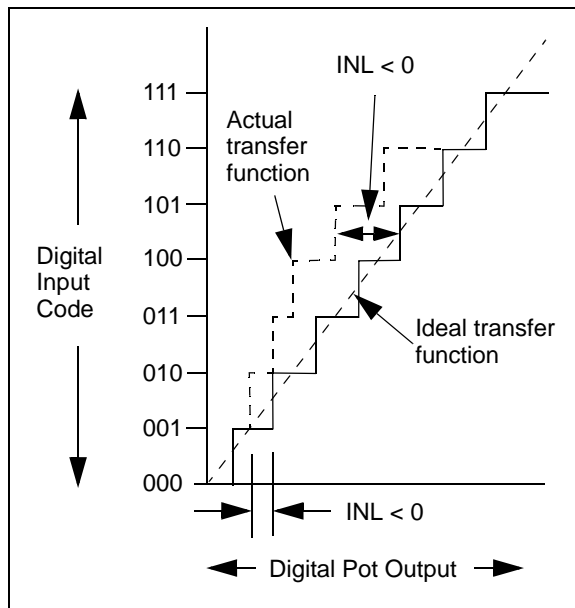 INL < 0
111
Actual
transfer
function
110
101
Digital
Input
Code
100
011
Ideal transfer
function
010
001
000
INL < 0
Digital Pot Output